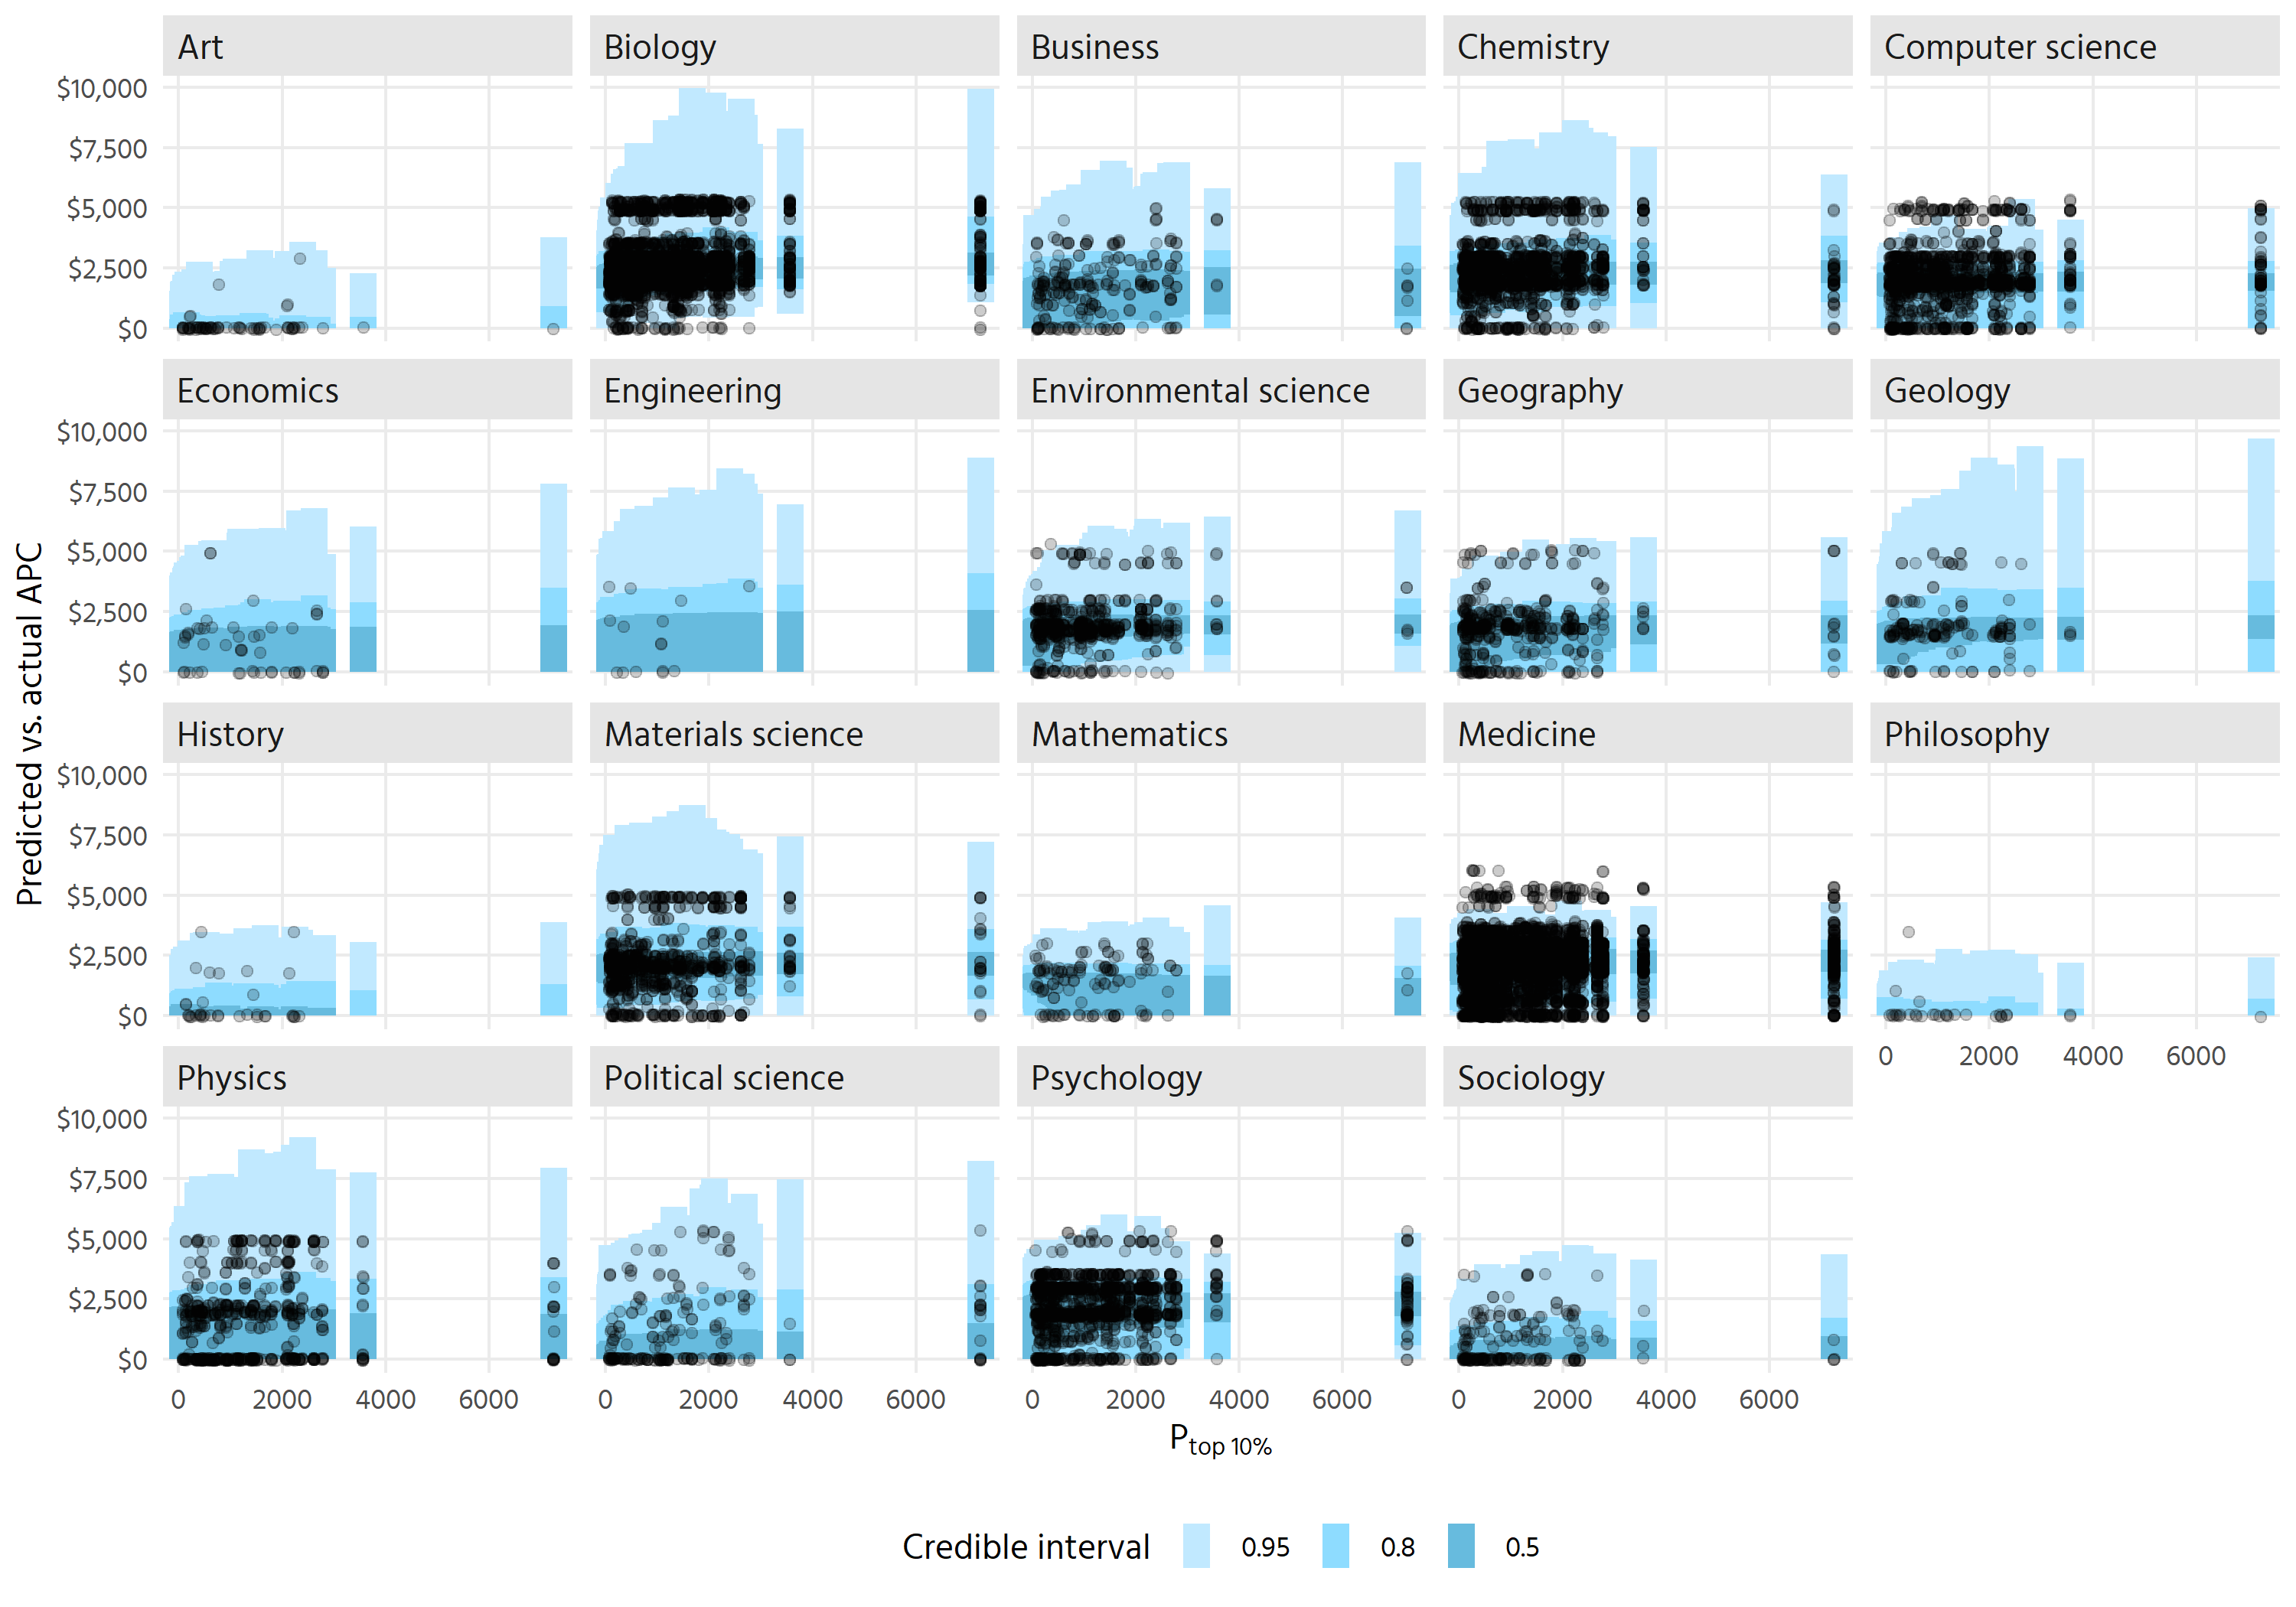 Art
Biology
Business
Chemistry
Computer science
$10,000
$7,500
$5,000
$2,500
$0
Economics
Engineering
Environmental science
Geography
Geology
$10,000
$7,500
$5,000
$2,500
$0
History
Materials science
Mathematics
Medicine
Philosophy
$10,000
$7,500
$5,000
$2,500
$0
0 2000 4000 6000
Physics
Political science
Psychology
Sociology
$10,000
$7,500
$5,000
$2,500
$0
0 2000 4000 6000
0 2000 4000 6000
0 2000 4000 6000
0 2000 4000 6000
Predicted vs. actual APC
Ptop 10%
Credible interval 0.95 0.8 0.5